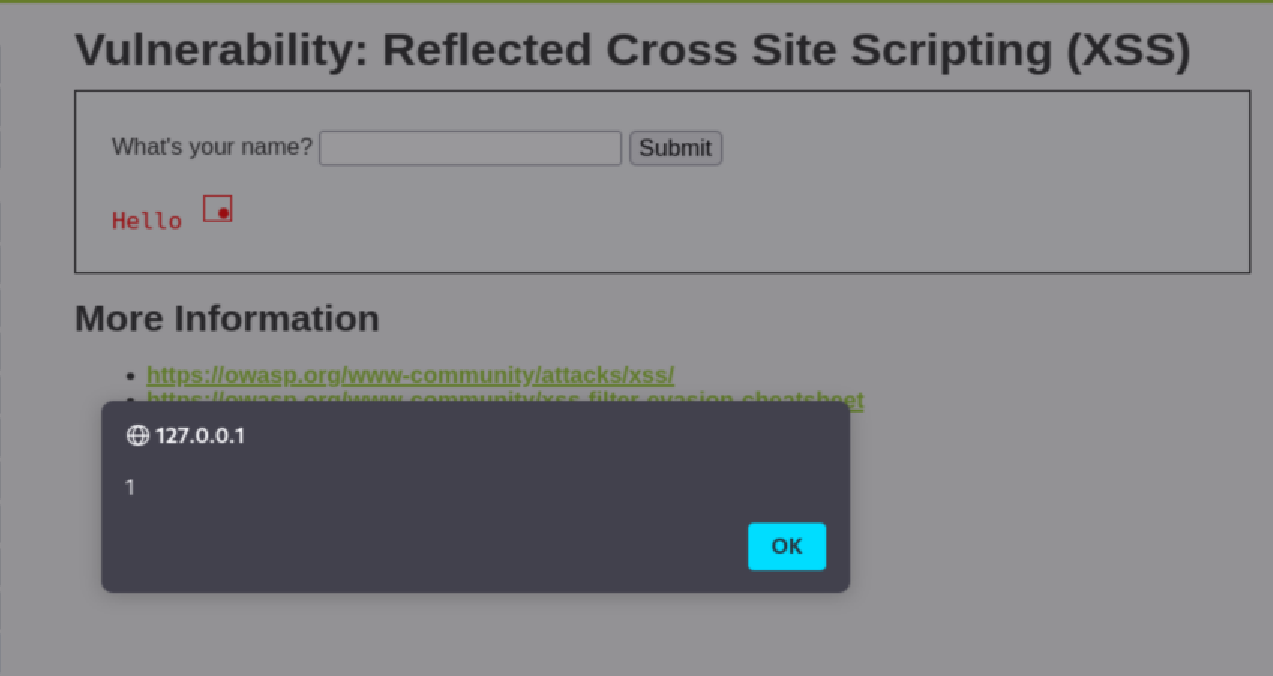 Vulnerability: Reflected Cross Site Scripting (XSS)
What's your name? Submit
Hello
More Information
https://owasp.org/www-community/attacks/xss/
https://owasp.org/www-community/xss-filter-evasion-cheatsheet
127.0.0.1
1
OK